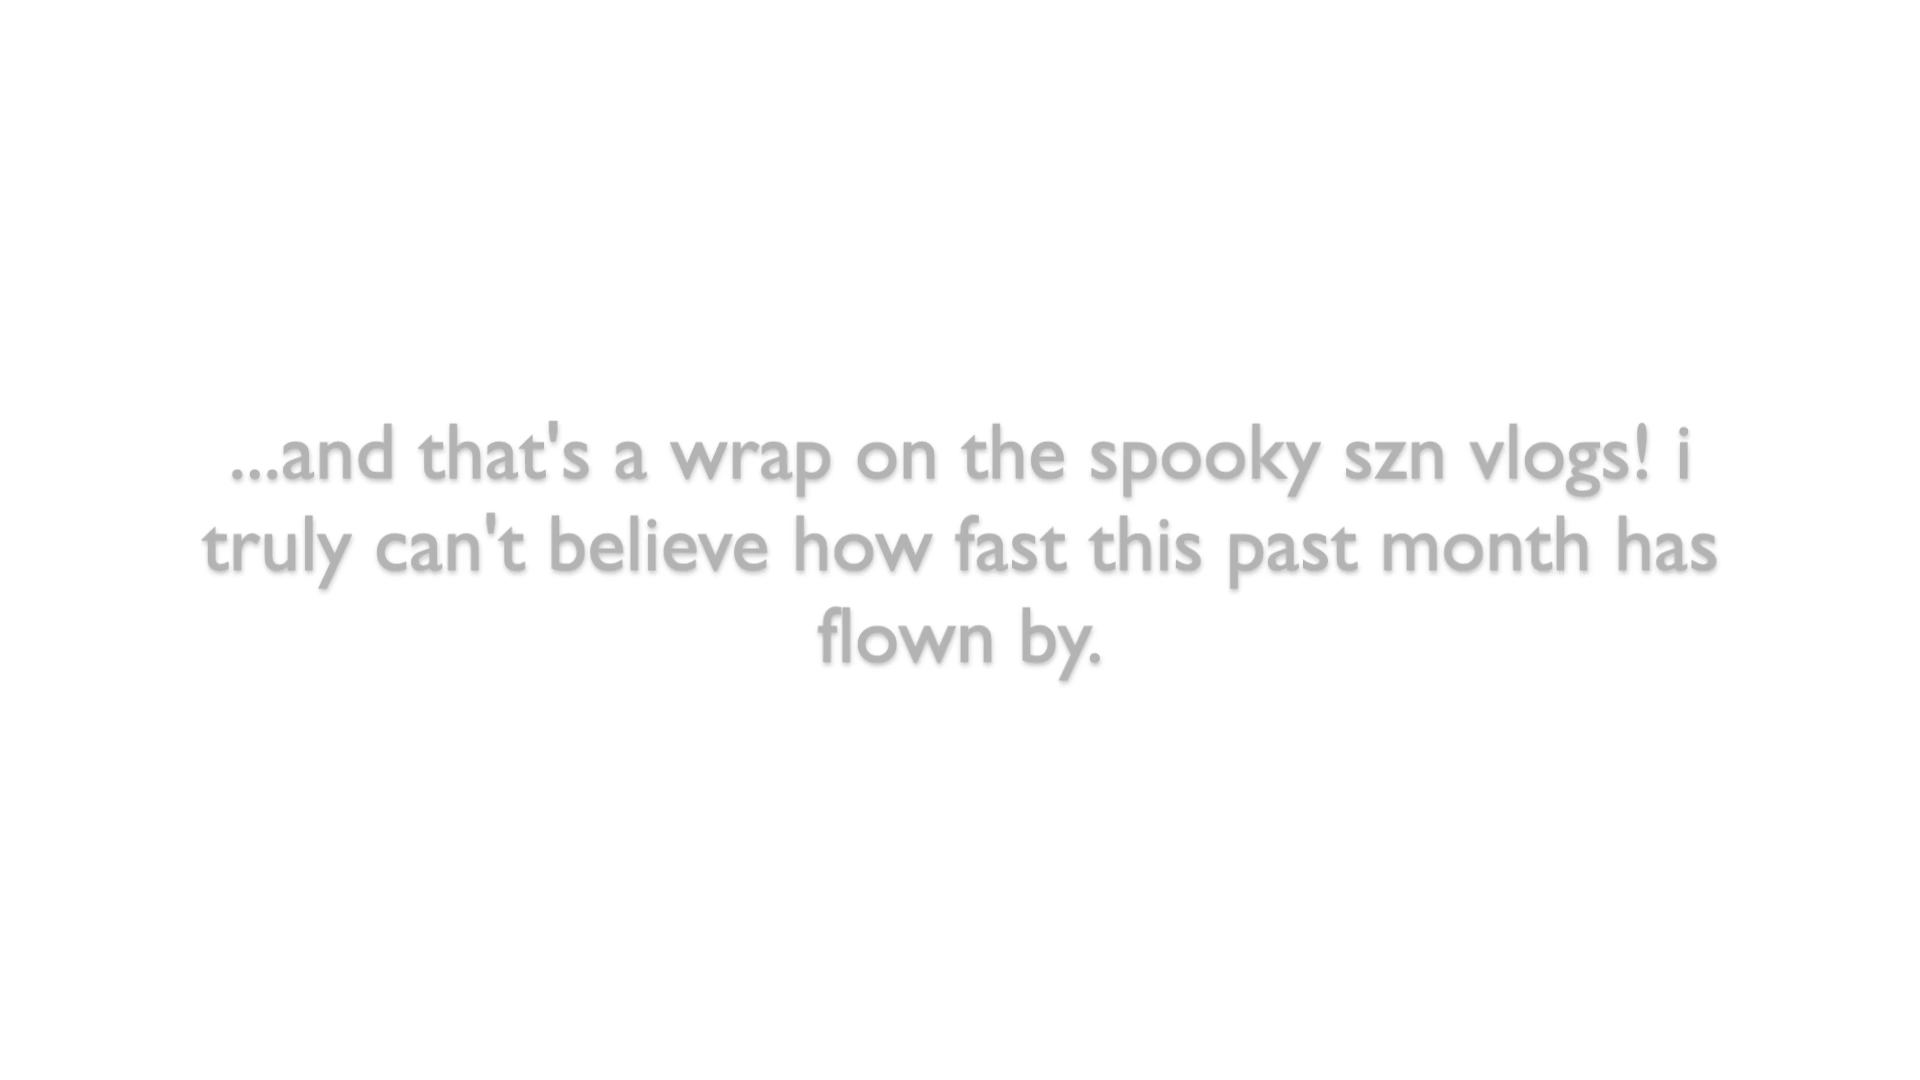 ...and that's a wrap on the spooky szn vlogs! i
truly can't believe how fast this past month has
flown by.